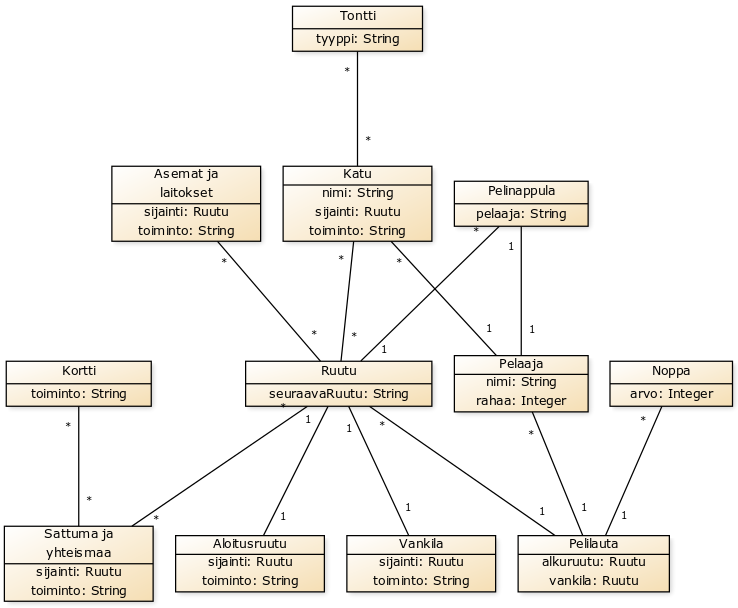 Tontti
tyyppi: String
*
*
Asemat ja
laitokset
sijainti: Ruutu
toiminto: String
Katu
nimi: String
sijainti: Ruutu
toiminto: String
Pelinappula
pelaaja: String
*
*
*
*
1
*
*
1
1
1
Kortti
toiminto: String
Ruutu
seuraavaRuutu: String
Pelaaja
nimi: String
rahaa: Integer
Noppa
arvo: Integer
*
*
1
1
*
*
*
*
*
1
1
1
1
1
Sattuma ja
yhteismaa
sijainti: Ruutu
toiminto: String
Aloitusruutu
sijainti: Ruutu
toiminto: String
Vankila
sijainti: Ruutu
toiminto: String
Pelilauta
alkuruutu: Ruutu
vankila: Ruutu